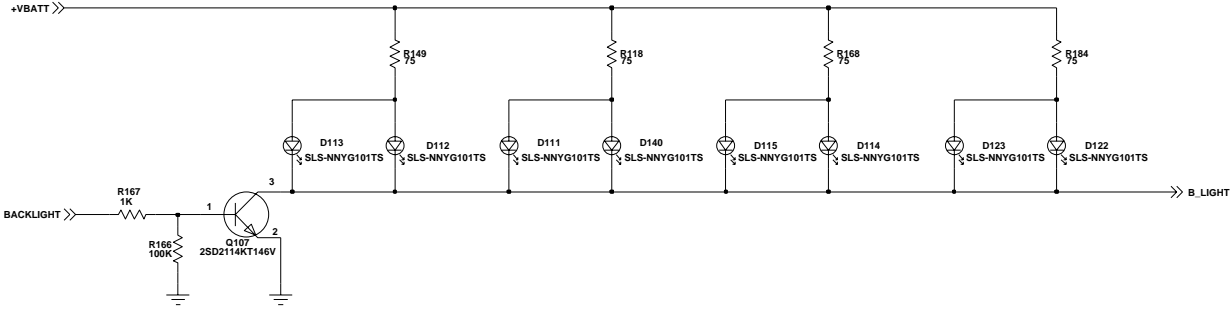 +VBATT
R149
75
R118
75
R168
75
R184
75
D113
SLS-NNYG101TS
D112
SLS-NNYG101TS
D111
SLS-NNYG101TS
D140
SLS-NNYG101TS
D115
SLS-NNYG101TS
D114
SLS-NNYG101TS
D123
SLS-NNYG101TS
D122
SLS-NNYG101TS
B_LIGHT
BACKLIGHT
R167
1K
R166
100K
1
3
2
Q107
2SD2114KT146V